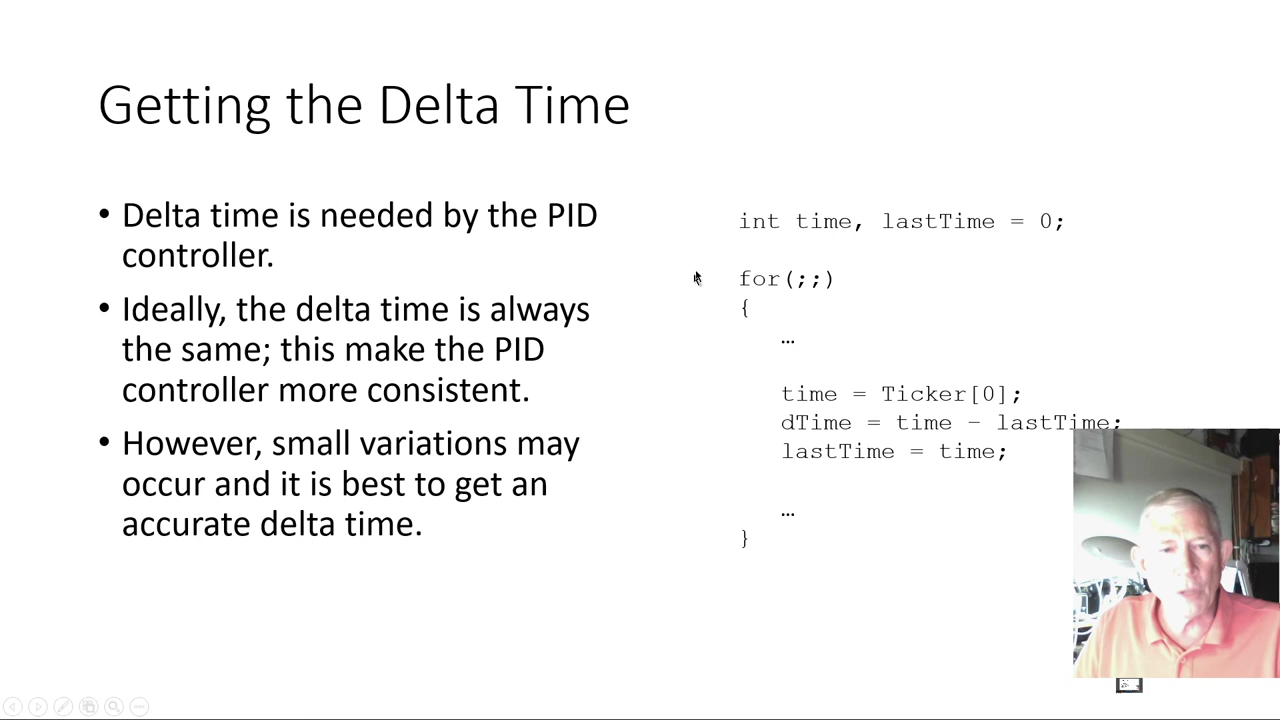 Getting the Delta Time
• Delta time is needed by the PID
controller.
• Ideally, the delta time is always
the same; this make the PID
controller more consistent.
• However, small variations may
occur and it is best to get an
accurate delta time.
int time, lastTime = 0;
for(;;)
{
…
time = Ticker[0];
dTime = time – lastTime;
lastTime = time;
…
}